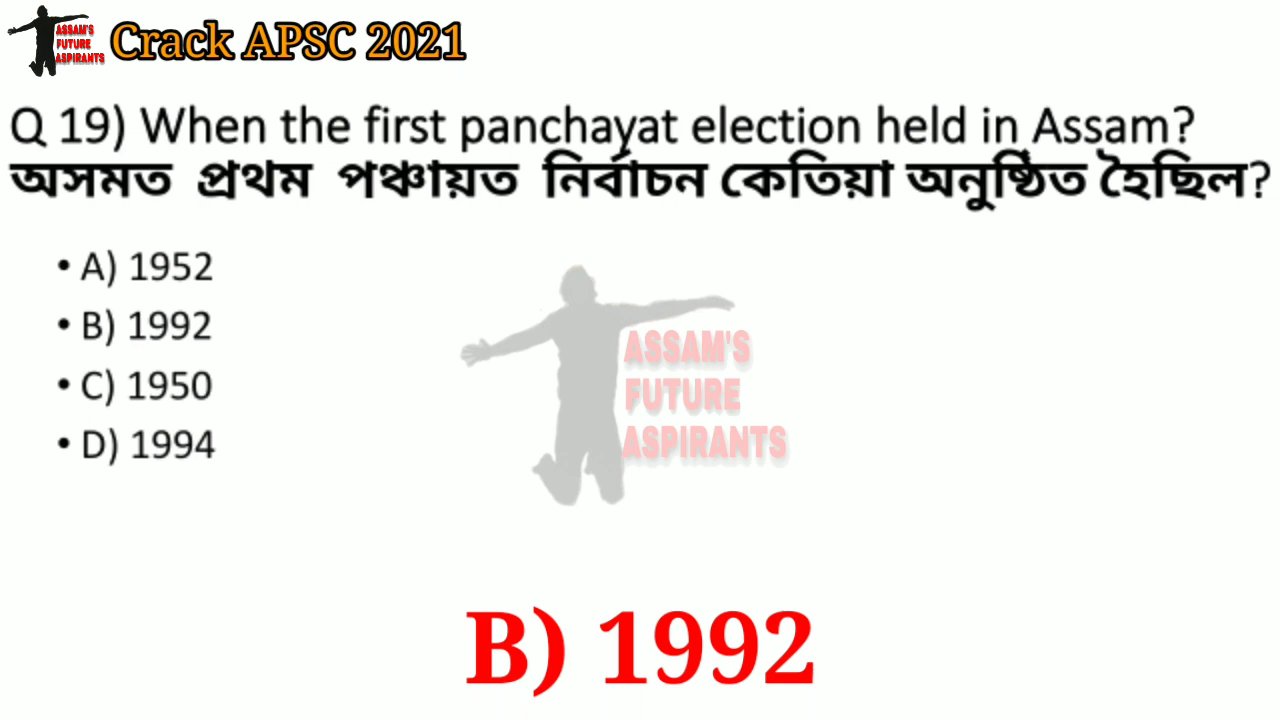 ASSAM'S
FUTURE
ASPIRANTS
Crack APSC 2021
Q 19) When the first panchayat election held in Assam?
অসমত প্ৰথম পঞ্চায়ত নিৰ্বাচন কেতিয়া অনুষ্ঠিত হৈছিল?
• A) 1952
• B) 1992
• C) 1950
• D) 1994
ASSAM'S
FUTURE
ASPIRANTS
B) 1992